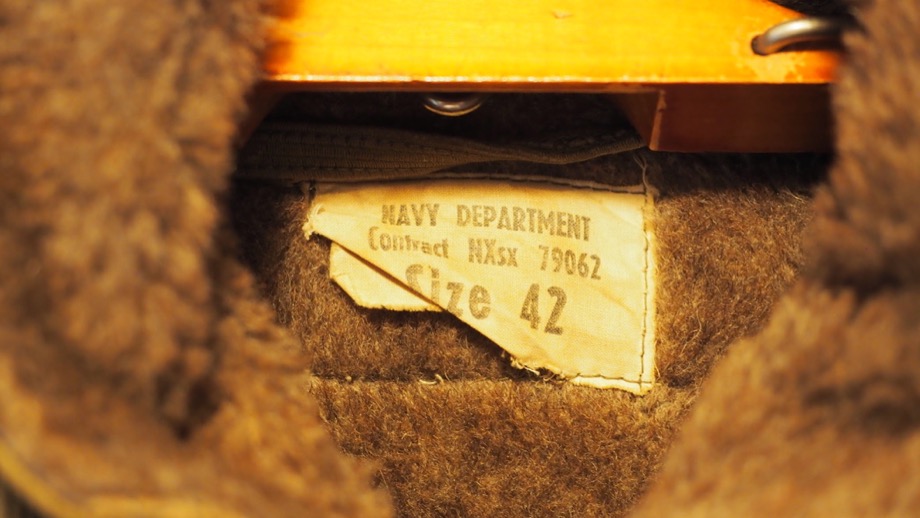 NAVY DEPARTMENT
Contract NXsx 79062
Size 42